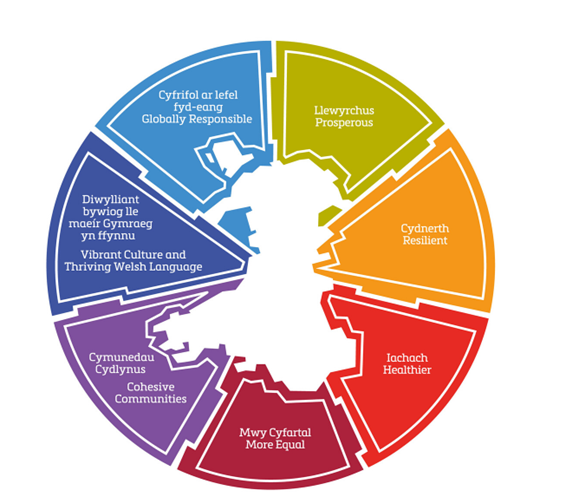 Cyfrifol ar lefel
fyd-eang
Globally Responsible
Llewyrchus
Prosperous
Cydnerth
Resilient
Iachach
Healthier
Mwy Cyfartal
More Equal
Cymunedau
Cydlynus
Cohesive
Communities
Diwylliant
bywiog lle
mae'r Gymraeg
yn ffynnu
Vibrant Culture and
Thriving Welsh Language